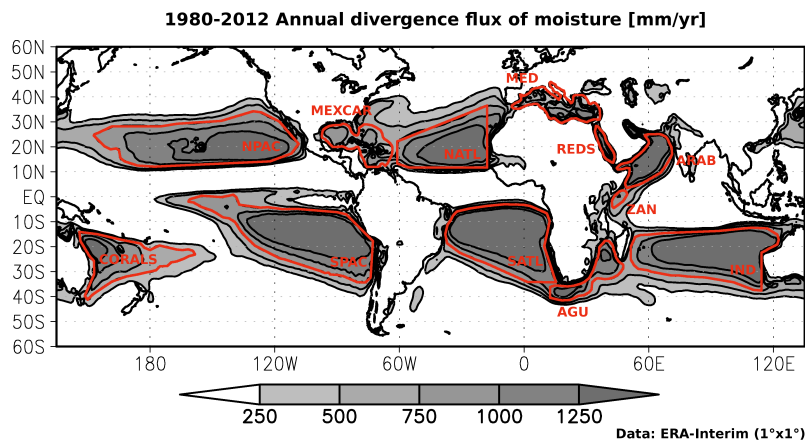 1980-2012 Annual divergence flux of moisture [mm/yr]
60N
50N
40N
30N
20N
10N
EQ
10S
20S
30S
40S
50S
60S
MED
MEXCAR
NPAC
NATL
REDS
ARAB
ZAN
CORALS
SPAC
SATL
IND
AGU
180 120W 60W 0 60E 120E
250 500 750 1000 1250
Data: ERA-Interim (1°x1°)